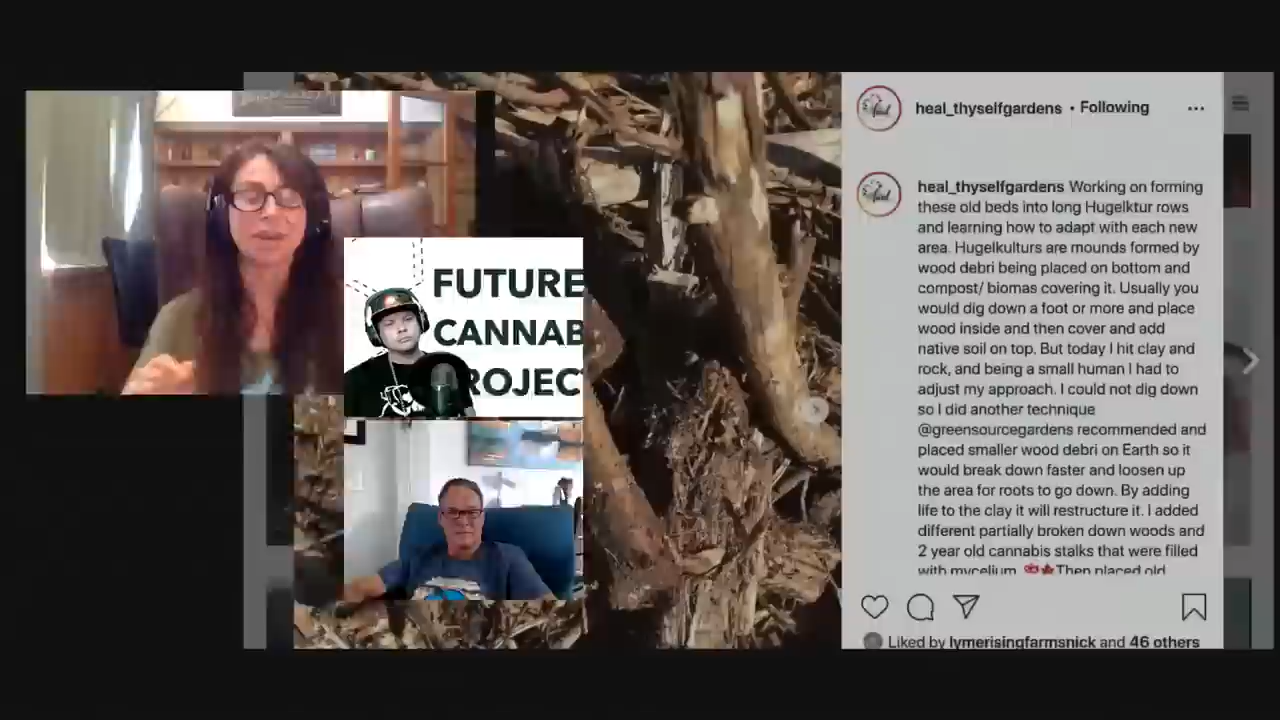 FUTURE
CANNAB
PROJEC
heal_thyselfgardens • Following
heal_thyselfgardens Working on forming
these old beds into long Hugelktur rows
and learning how to adapt with each new
area. Hugelkulturs are mounds formed by
wood debri being placed on bottom and
compost/ biomas covering it. Usually you
would dig down a foot or more and place
wood inside and then cover and add
native soil on top. But today I hit clay and
rock, and being a small human I had to
adjust my approach. I could not dig down
so I did another technique
@greensourcegardens recommended and
placed smaller wood debri on Earth so it
would break down faster and loosen up
the area for roots to go down. By adding
life to the clay it will restructure it. I added
different partially broken down woods and
2 year old cannabis stalks that were filled
with mycelium. 🍄🍁Then placed old
Liked by lymerisingfarmsnick and 46 others